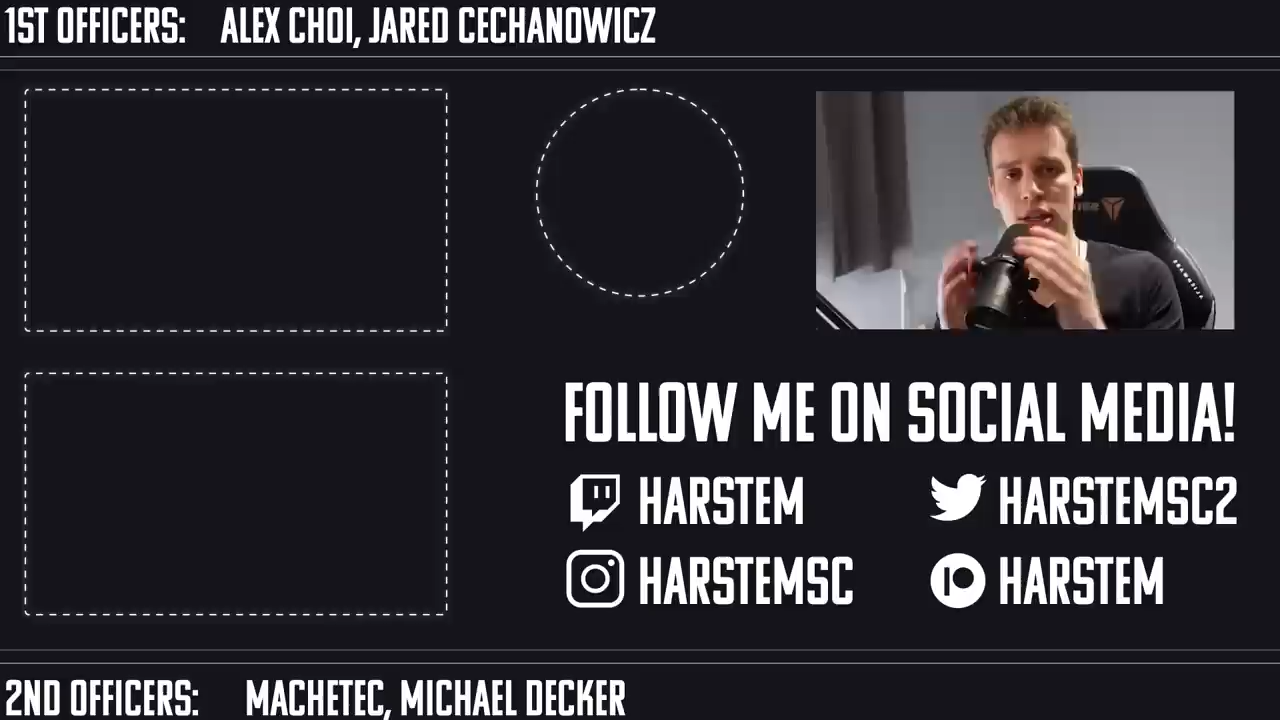 1ST OFFICERS: ALEX CHOI, JARED CECHANOWICZ
FOLLOW ME ON SOCIAL MEDIA!
HARSTEM
HARSTEMSC2
HARSTEMSC
HARSTEM
2ND OFFICERS: MACHETEC, MICHAEL DECKER